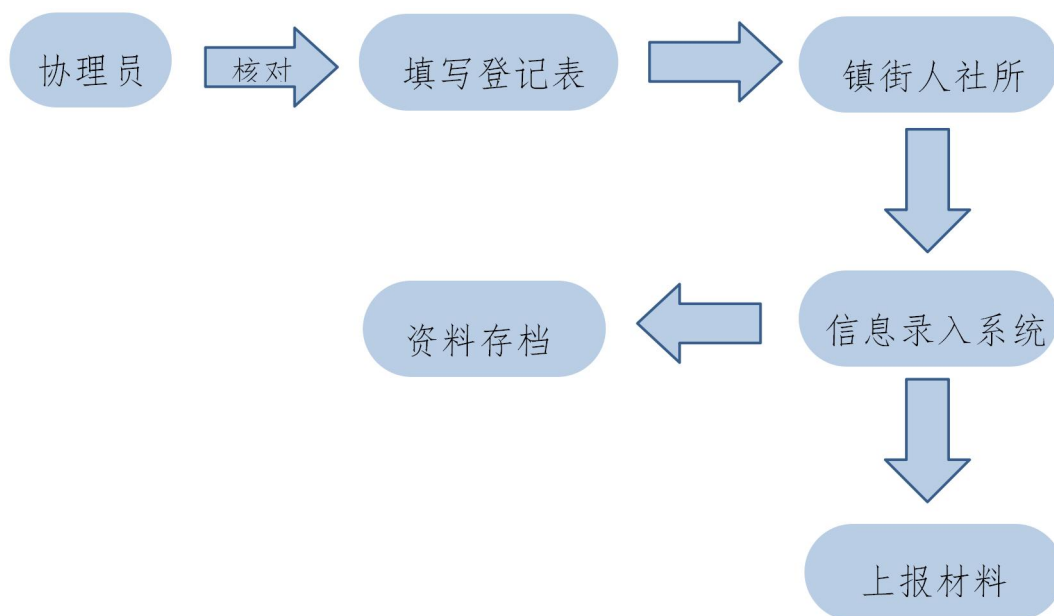 协理员
核对
填写登记表
镇街人社所
资料存档
信息录入系统
上报材料